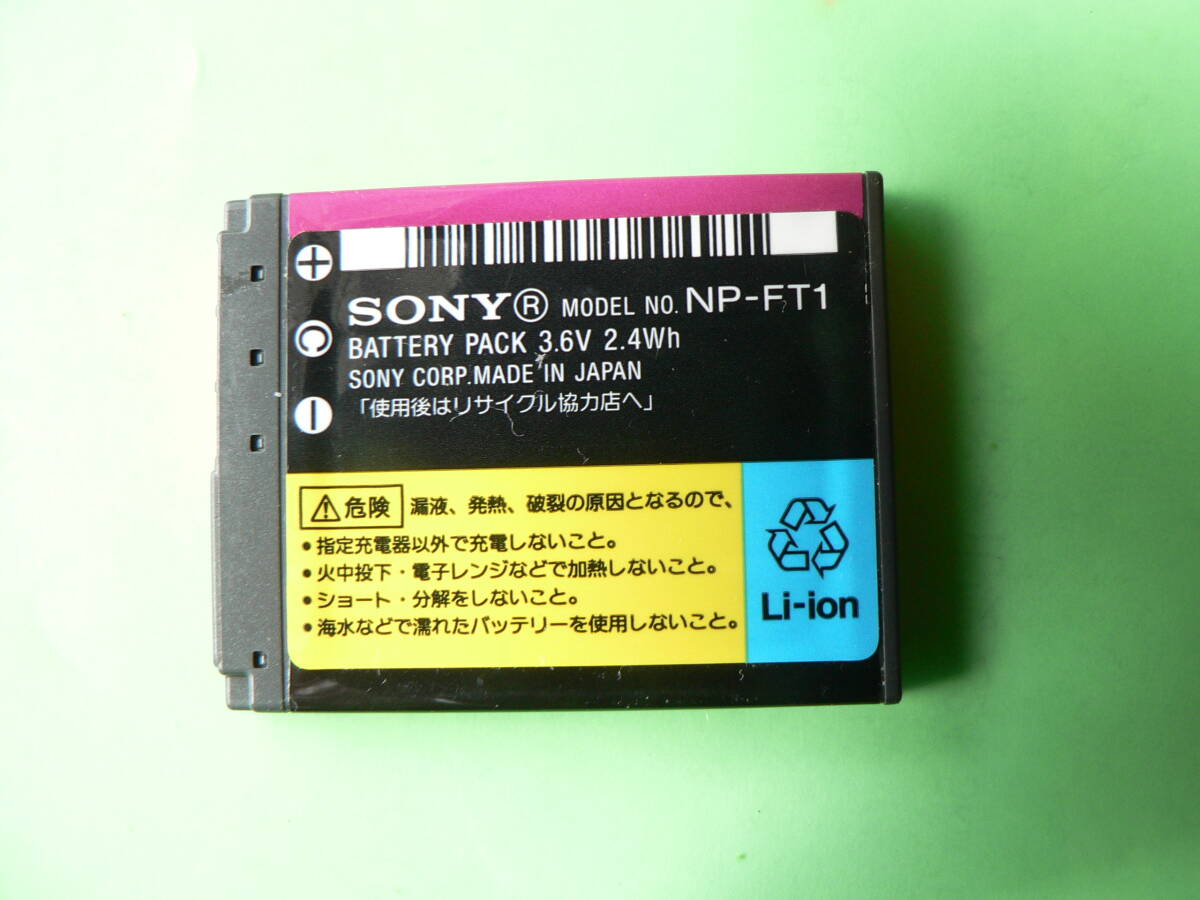 SONY® MODEL NO. NP-FT1
BATTERY PACK 3.6V 2.4Wh
SONY CORP. MADE IN JAPAN
「使用後はリサイクル協力店へ」
⚠危険 漏液、発熱、破裂の原因となるので、
•指定充電器以外で充電しないこと。
•火中投下・電子レンジなどで加熱しないこと。
•ショート・分解をしないこと。
•海水などで濡れたバッテリーを使用しないこと。
Li-ion